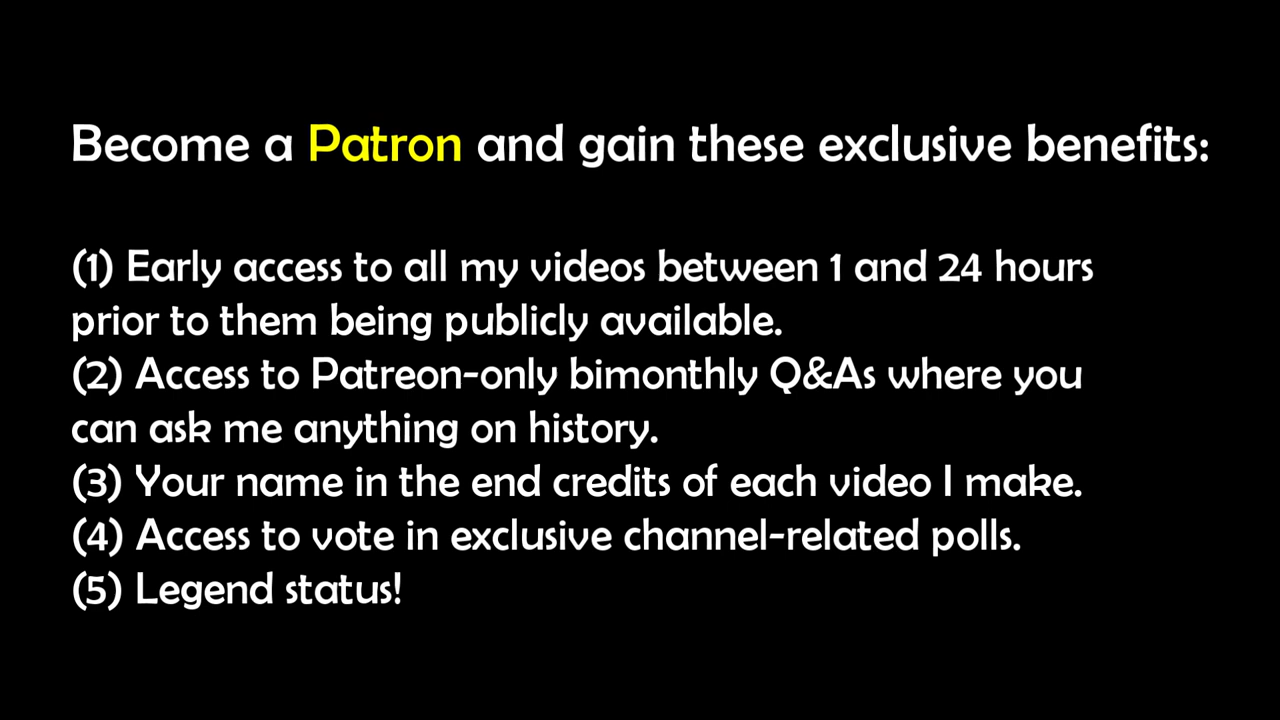 Become a Patron and gain these exclusive benefits:
(1) Early access to all my videos between 1 and 24 hours
prior to them being publicly available.
(2) Access to Patreon-only bimonthly Q&As where you
can ask me anything on history.
(3) Your name in the end credits of each video I make.
(4) Access to vote in exclusive channel-related polls.
(5) Legend status!